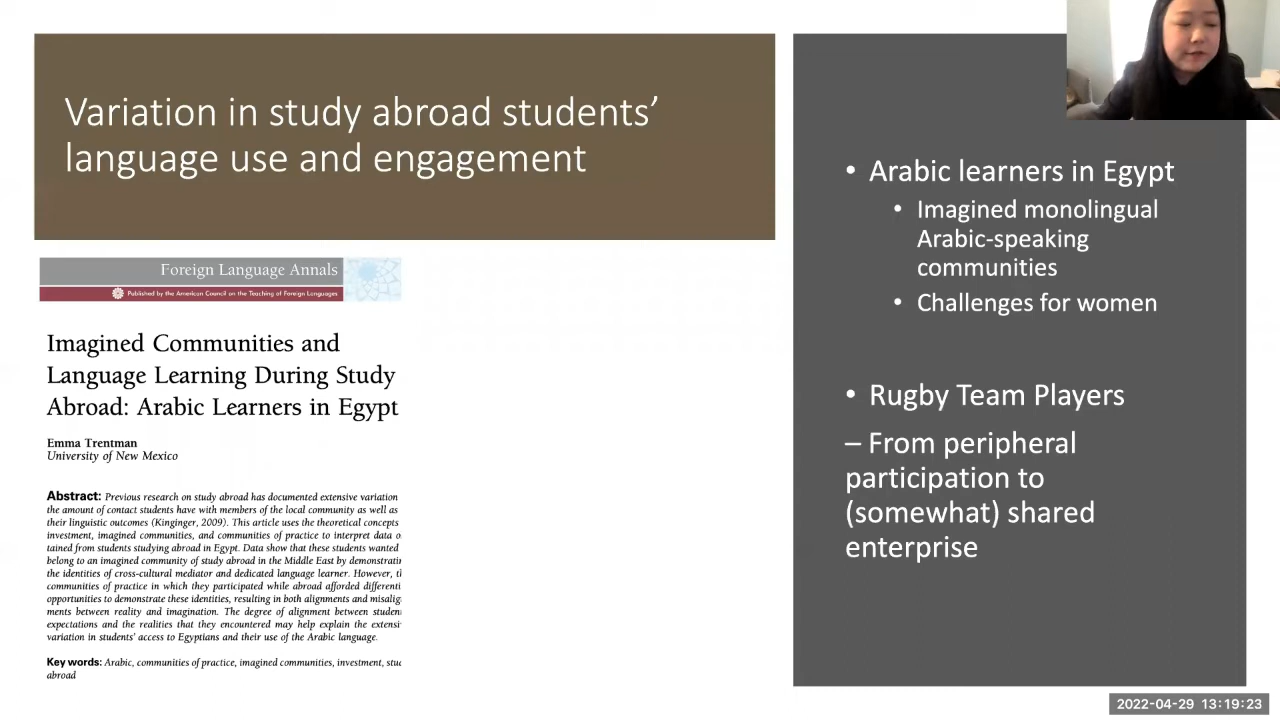 Variation in study abroad students’
language use and engagement
Foreign Language Annals
Published by the American Council on the Teaching of Foreign Languages
Imagined Communities and
Language Learning During Study
Abroad: Arabic Learners in Egypt
Emma Trentman
University of New Mexico
Abstract: Previous research on study abroad has documented extensive variation
the amount of contact students have with members of the local community as well as
their linguistic outcomes (Kinginger, 2009). This article uses the theoretical concepts
investment, imagined communities, and communities of practice to interpret data o
tained from students studying abroad in Egypt. Data show that these students wanted
belong to an imagined community of study abroad in the Middle East by demonstratin
the identities of cross-cultural mediator and dedicated language learner. However, th
communities of practice in which they participated while abroad afforded differenti
opportunities to demonstrate these identities, resulting in both alignments and misalig
ments between reality and imagination. The degree of alignment between studen
expectations and the realities that they encountered may help explain the extensi
variation in students’ access to Egyptians and their use of the Arabic language.
Key words: Arabic, communities of practice, imagined communities, investment, stud
abroad
• Arabic learners in Egypt
• Imagined monolingual
Arabic-speaking
communities
• Challenges for women
• Rugby Team Players
– From peripheral
participation to
(somewhat) shared
enterprise
2022-04-29 13:19:23